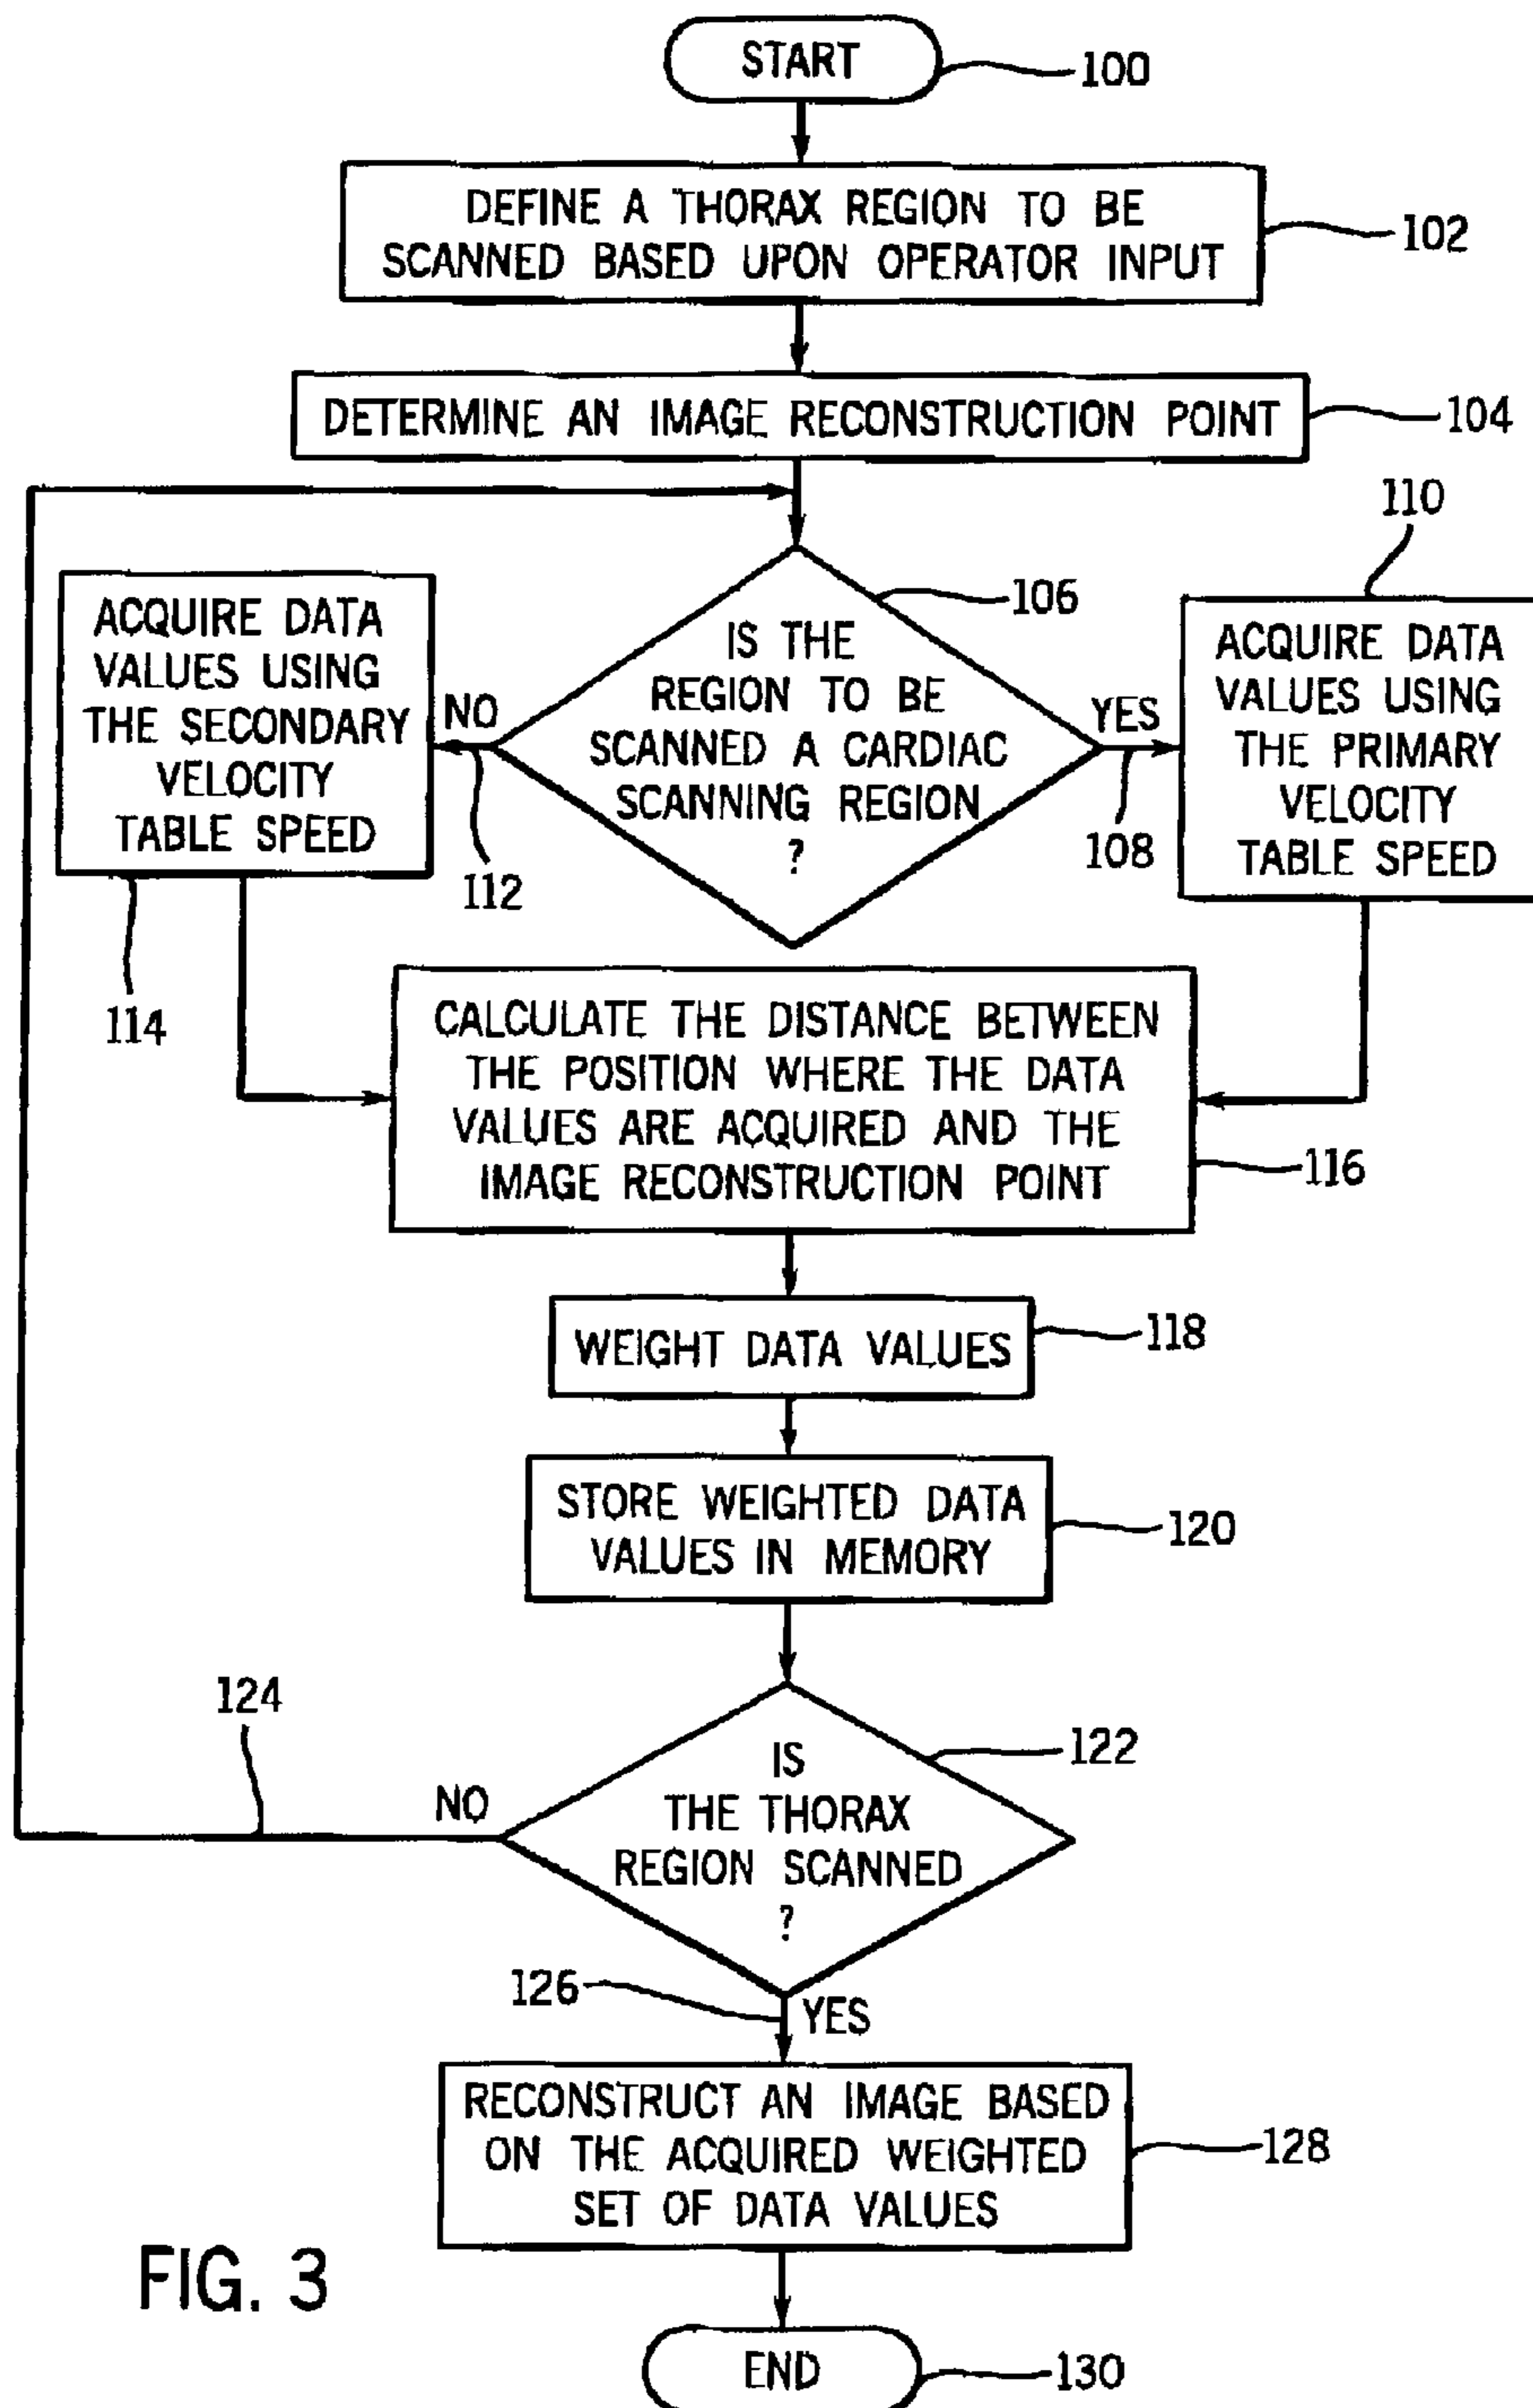 START
100
DEFINE A THORAX REGION TO BE
SCANNED BASED UPON OPERATOR INPUT
102
DETERMINE AN IMAGE RECONSTRUCTION POINT
104
110
106
ACQUIRE DATA
VALUES USING
THE SECONDARY
VELOCITY
TABLE SPEED
NO
112
114
IS THE
REGION TO BE
SCANNED A CARDIAC
SCANNING REGION
?
YES
108
ACQUIRE DATA
VALUES USING
THE PRIMARY
VELOCITY
TABLE SPEED
CALCULATE THE DISTANCE BETWEEN
THE POSITION WHERE THE DATA
VALUES ARE ACQUIRED AND THE
IMAGE RECONSTRUCTION POINT
116
WEIGHT DATA VALUES
118
STORE WEIGHTED DATA
VALUES IN MEMORY
120
124
NO
122
IS
THE THORAX
REGION SCANNED
?
126
YES
RECONSTRUCT AN IMAGE BASED
ON THE ACQUIRED WEIGHTED
SET OF DATA VALUES
128
FIG. 3
END
130